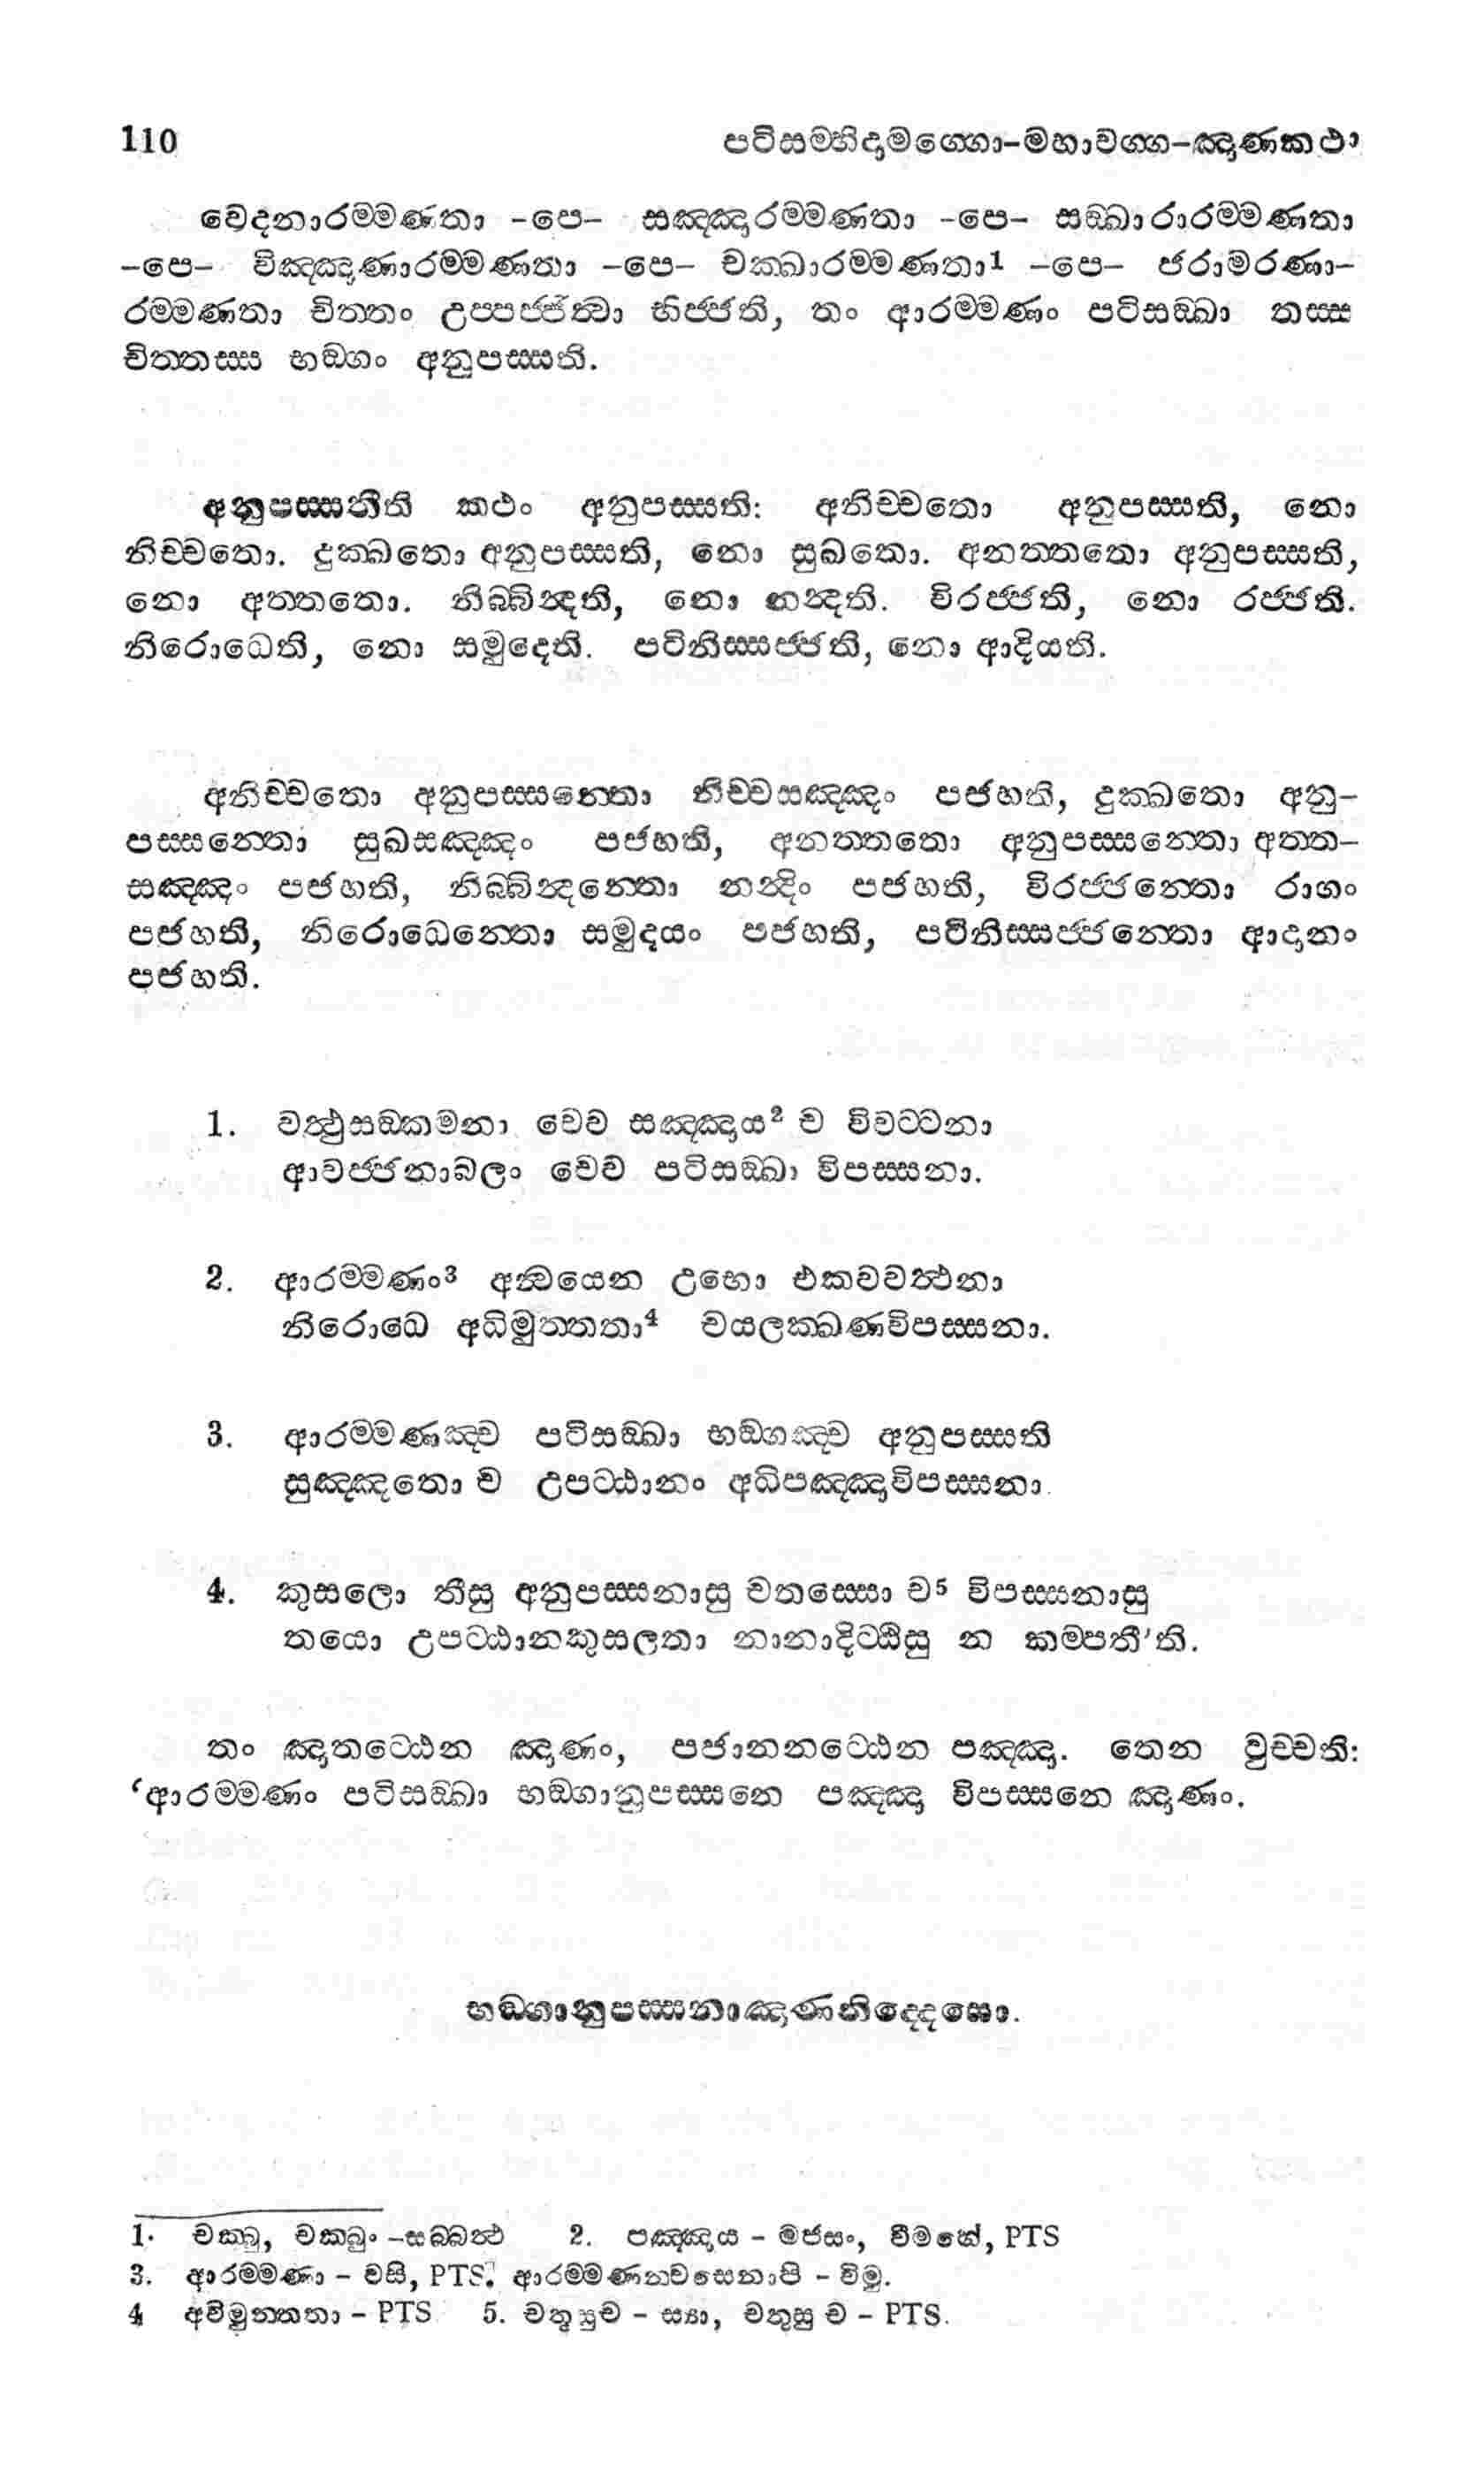 110 පටිසම්භිදාමග්ගො-මහාවග්ග-ඤාණකථා
වෙදනාරම්මණතා -පෙ- සඤ්ඤාරම්මණතා -පෙ- සඞ්ඛාරාරම්මණතා
-පෙ- විඤ්ඤාණාරම්මණතා -පෙ- චක්ඛාරම්මණතා1 -පෙ- ජරාමරණා-
රම්මණතා චිත්තං උප්පජ්ජිත්වා භිජ්ජති, තං ආරම්මණං පටිසඞ්ඛා තස්ස
චිත්තස්ස භඞ්ගං අනුපස්සති.
අනුපස්සතීති කථං අනුපස්සති: අනිච්චතො අනුපස්සති, නො
නිච්චතො. දුක්ඛතො අනුපස්සති, නො සුඛතො. අනත්තතො අනුපස්සති,
නො අත්තතො. නිබ්බින්දති, නො නන්දති. විරජ්ජති, නො රජ්ජති.
නිරොධෙති, නො සමුදෙති. පටිනිස්සජ්ජති, නො ආදියති.
අනිච්චතො අනුපස්සන්තො නිච්චසඤ්ඤං පජහති, දුක්ඛතො අනු-
පස්සන්තො සුඛසඤ්ඤං පජහති, අනත්තතො අනුපස්සන්තො අත්ත-
සඤ්ඤං පජහති, නිබ්බින්දන්තො නන්දිං පජහති, විරජ්ජන්තො රාගං
පජහති, නිරොධෙන්තො සමුදයං පජහති, පටිනිස්සජ්ජන්තො ආදානං
පජහති.
1. වත්ථුසඞ්කමනා චෙව සඤ්ඤාය2 ච විවට්ටනා
ආවජ්ජනාබලං චෙව පටිසඞ්ඛා විපස්සනා.
2. ආරම්මණං3 අන්වයෙන උභො එකවවත්ථනා
නිරොධෙ අධිමුත්තතා4 වයලක්ඛණවිපස්සනා.
3. ආරම්මණඤ්ච පටිසඞ්ඛා භඞ්ගඤ්ච අනුපස්සති
සුඤ්ඤතො ච උපට්ඨානං අධිපඤ්ඤාවිපස්සනා.
4. කුසලො තීසු අනුපස්සනාසු චතස්සො ච5 විපස්සනාසු
තයො උපට්ඨානකුසලතා නානාදිට්ඨිසු න කම්පතී'ති.
තං ඤාතට්ඨෙන ඤාණං, පජානනට්ඨෙන පඤ්ඤා. තෙන වුච්චති:
‘ආරම්මණං පටිසඞ්ඛා භඞ්ගානුපස්සනෙ පඤ්ඤා විපස්සනෙ ඤාණං.
භඞ්ගානුපස්සනාඤාණනිද්දෙසො.
1. චක්ඛු, චක්ඛුං -සබ්බත්ථ 2. පඤ්ඤාය - මජසං, වීමකේ, PTS
3. ආරම්මණා - වසි, PTS. ආරම්මණනවසෙනාපි - විමු.
4 අවිමුත්තතා - PTS 5. චතූසුච - ස්‍යා, චතුසු ච - PTS.